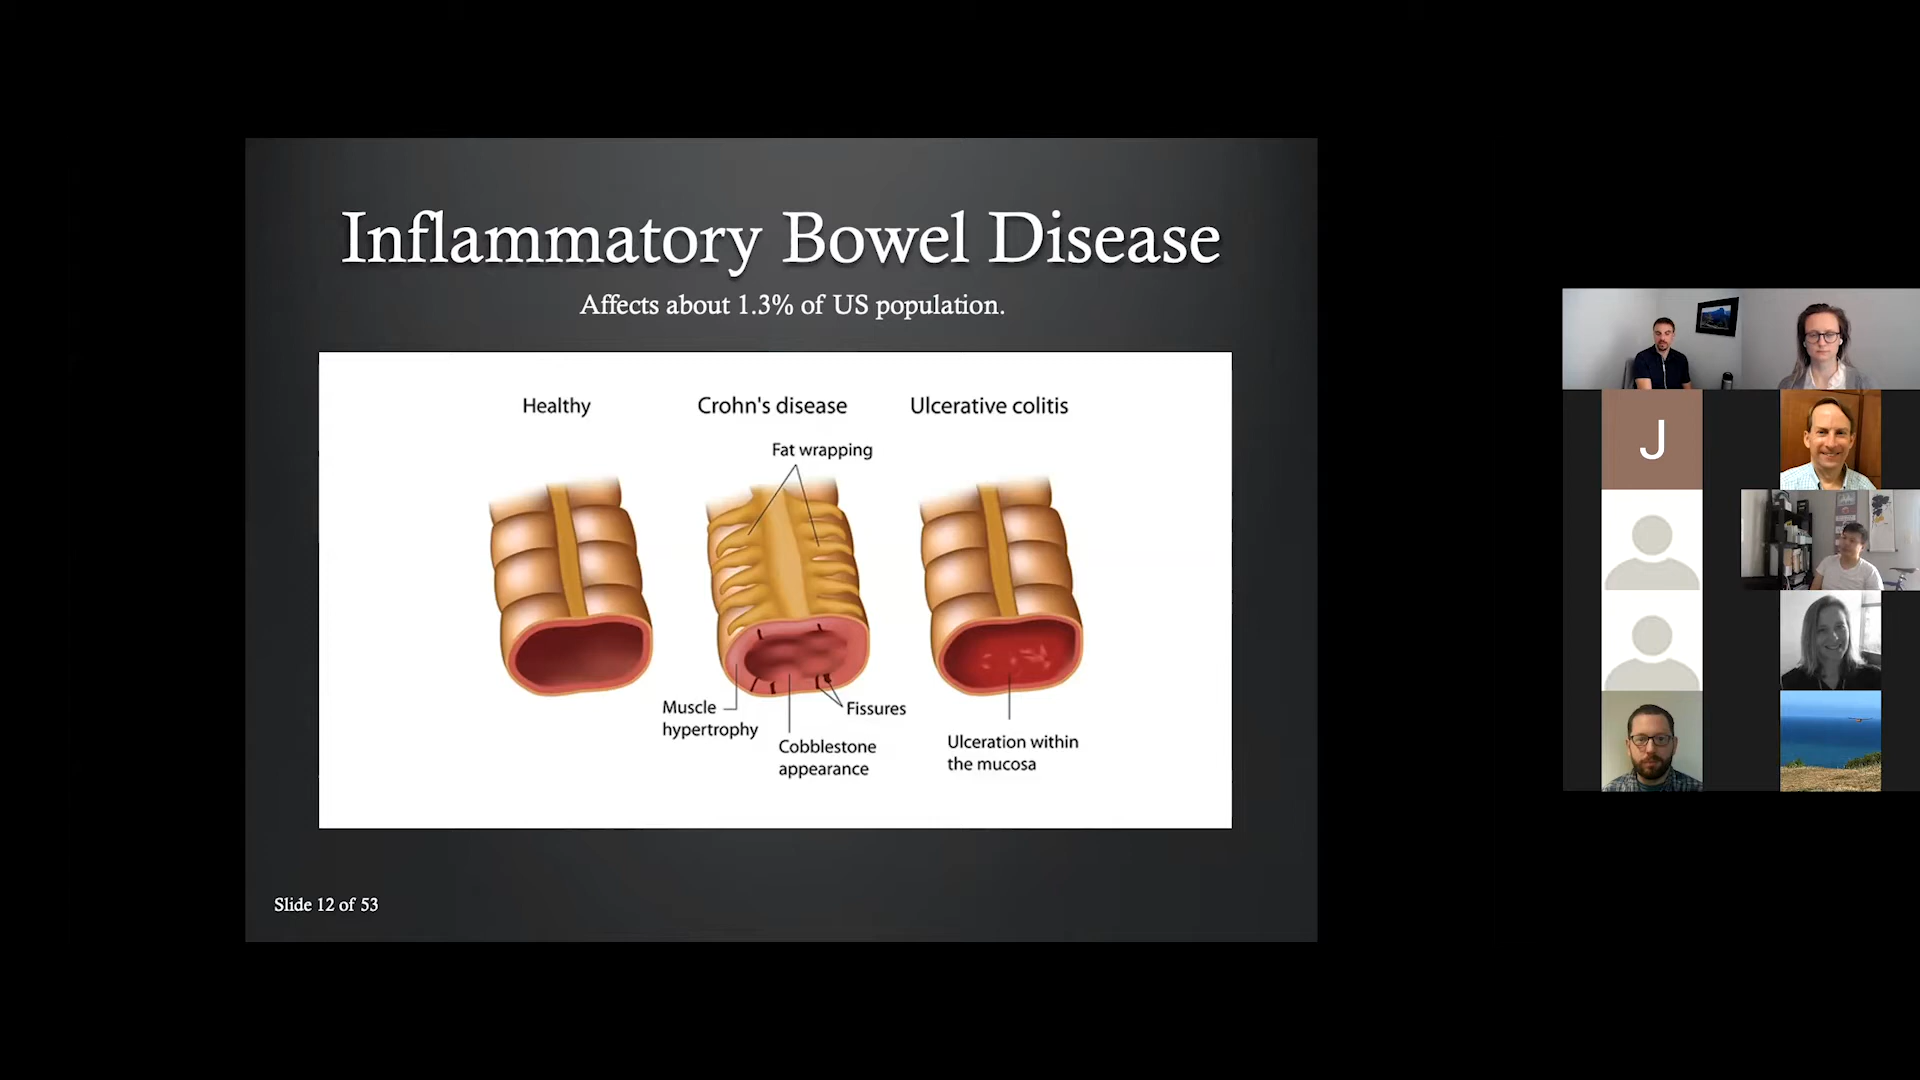 Inflammatory Bowel Disease
Affects about 1.3% of US population.
Healthy
Crohn's disease
Ulcerative colitis
Fat wrapping
Muscle
hypertrophy
Cobblestone
appearance
Fissures
Ulceration within
the mucosa
Slide 12 of 53
J